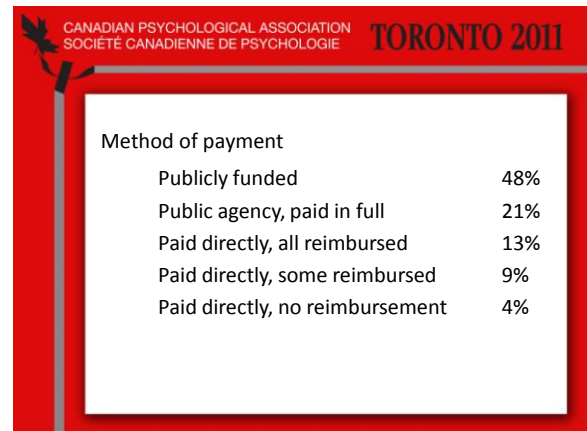 CANADIAN PSYCHOLOGICAL ASSOCIATION
SOCIÉTÉ CANADIENNE DE PSYCHOLOGIE
TORONTO 2011
Method of payment
Publicly funded 48%
Public agency, paid in full 21%
Paid directly, all reimbursed 13%
Paid directly, some reimbursed 9%
Paid directly, no reimbursement 4%